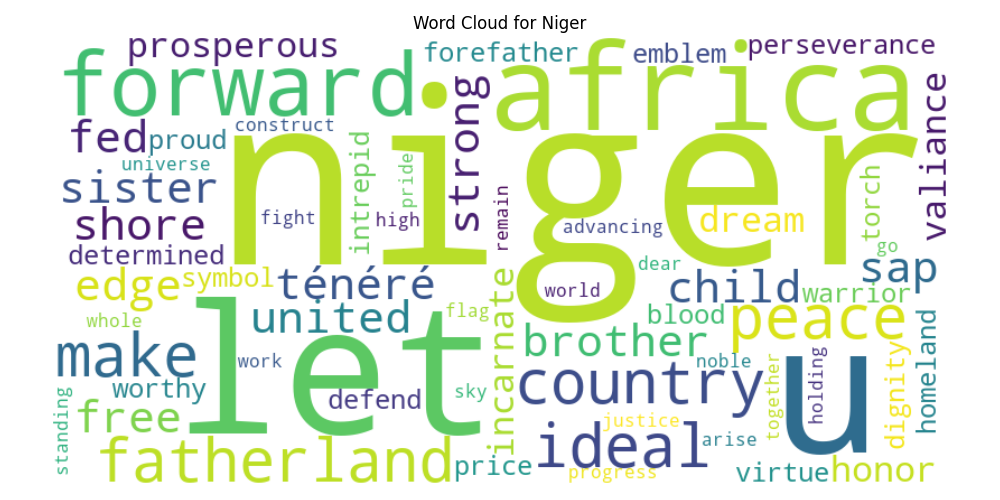 Word Cloud for Niger
prosperous
forefather
emblem
perseverance
forward
africa
strong
valiance
fed
proud
construct
niger
universe
intrepid
pride
torch
sister
fight
high
remain
advancing
dream
shore
determined
go
edge
symbol
ténéré
dear
sap
world
child
warrior
let
united
flag
incarnate
blood
peace
whole
brother
homeland
make
work
noble
u
worthy
defend
sky
country
together
holding
dignity
standing
free
justice
ideal
arise
fatherland
price
progress
virtue
honor